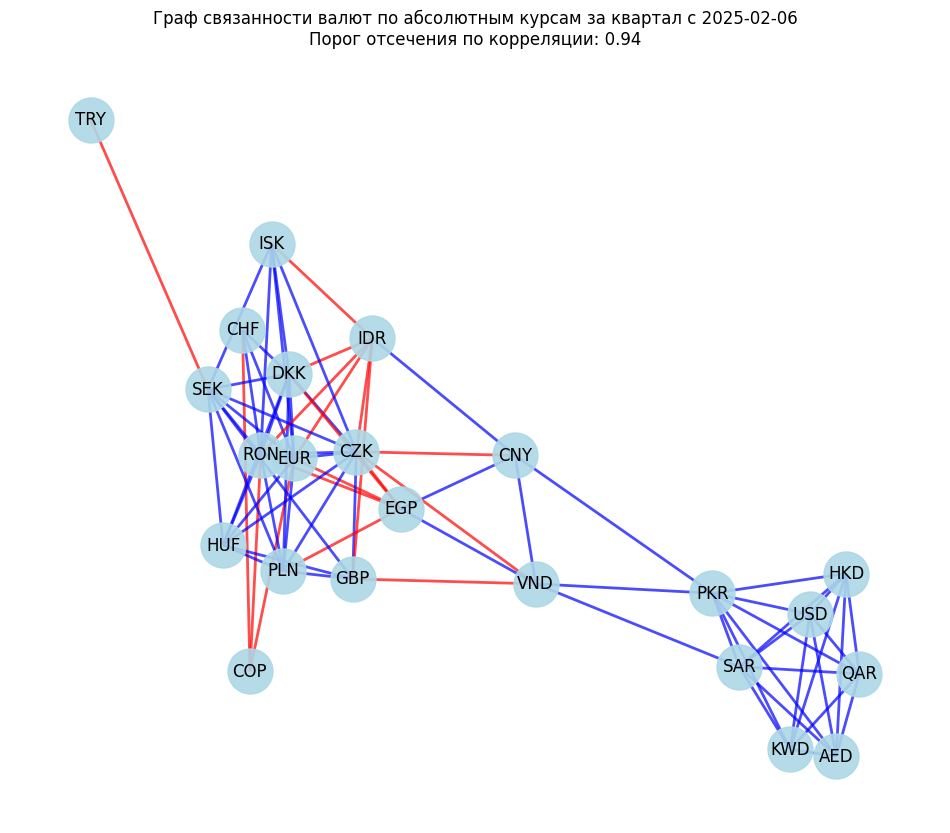 Граф связанности валют по абсолютным курсам за квартал с 2025-02-06
Порог отсечения по корреляции: 0.94
TRY
ISK
CHF
IDR
DKK
SEK
RON
EUR
CZK
CNY
EGP
HUF
PLN
GBP
VND
HKD
PKR
USD
SAR
COP
QAR
KWD
AED